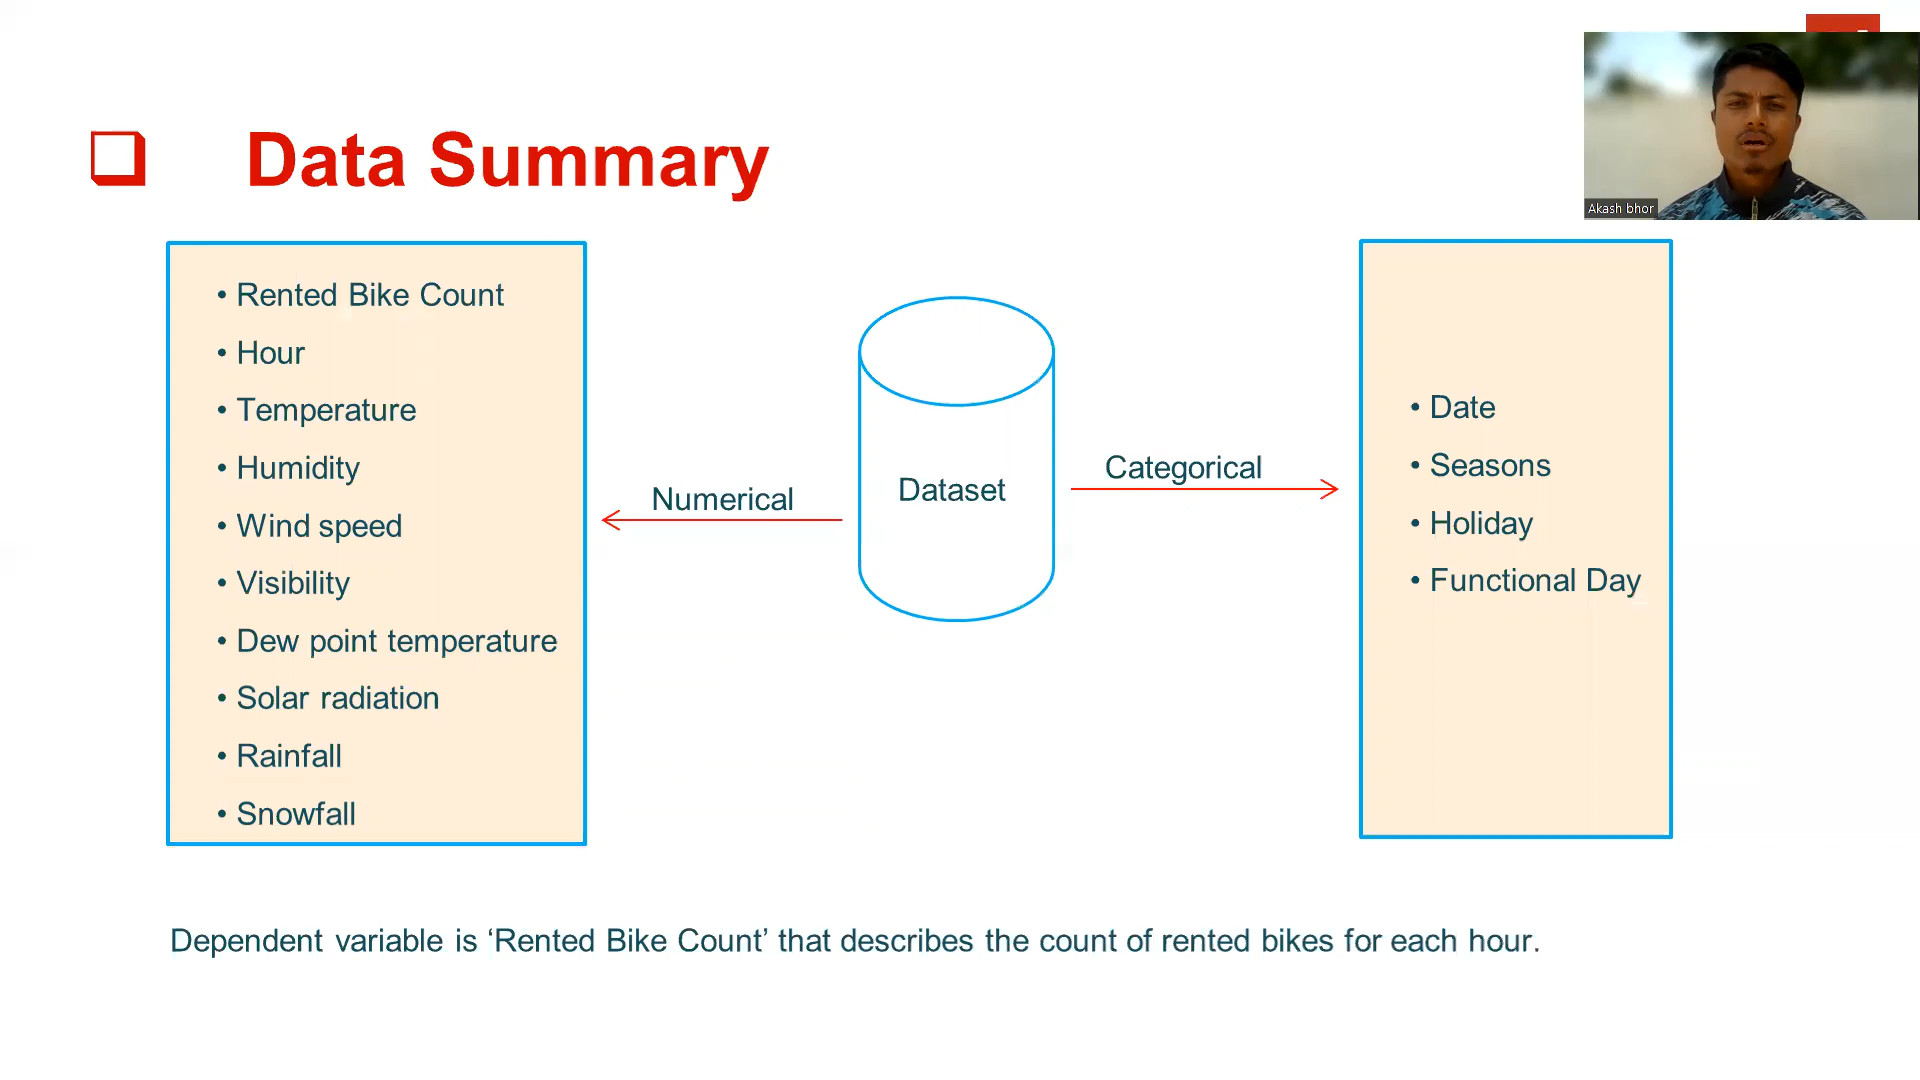 Data Summary
Akash bhor
• Rented Bike Count
• Hour
• Temperature
• Humidity
• Wind speed
• Visibility
• Dew point temperature
• Solar radiation
• Rainfall
• Snowfall
Numerical
Dataset
Categorical
• Date
• Seasons
• Holiday
• Functional Day
Dependent variable is ‘Rented Bike Count’ that describes the count of rented bikes for each hour.